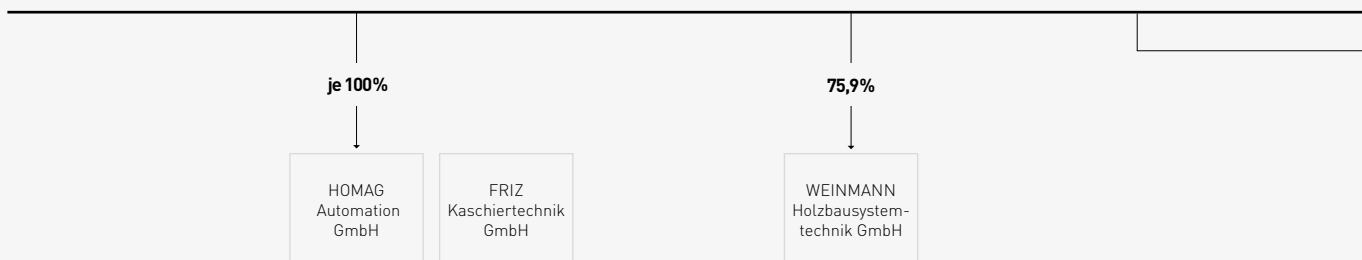 je 100%
75,9%
HOMAG
Automation
GmbH
FRIZ
Kaschiertechnik
GmbH
WEINMANN
Holzbausystem-
technik GmbH